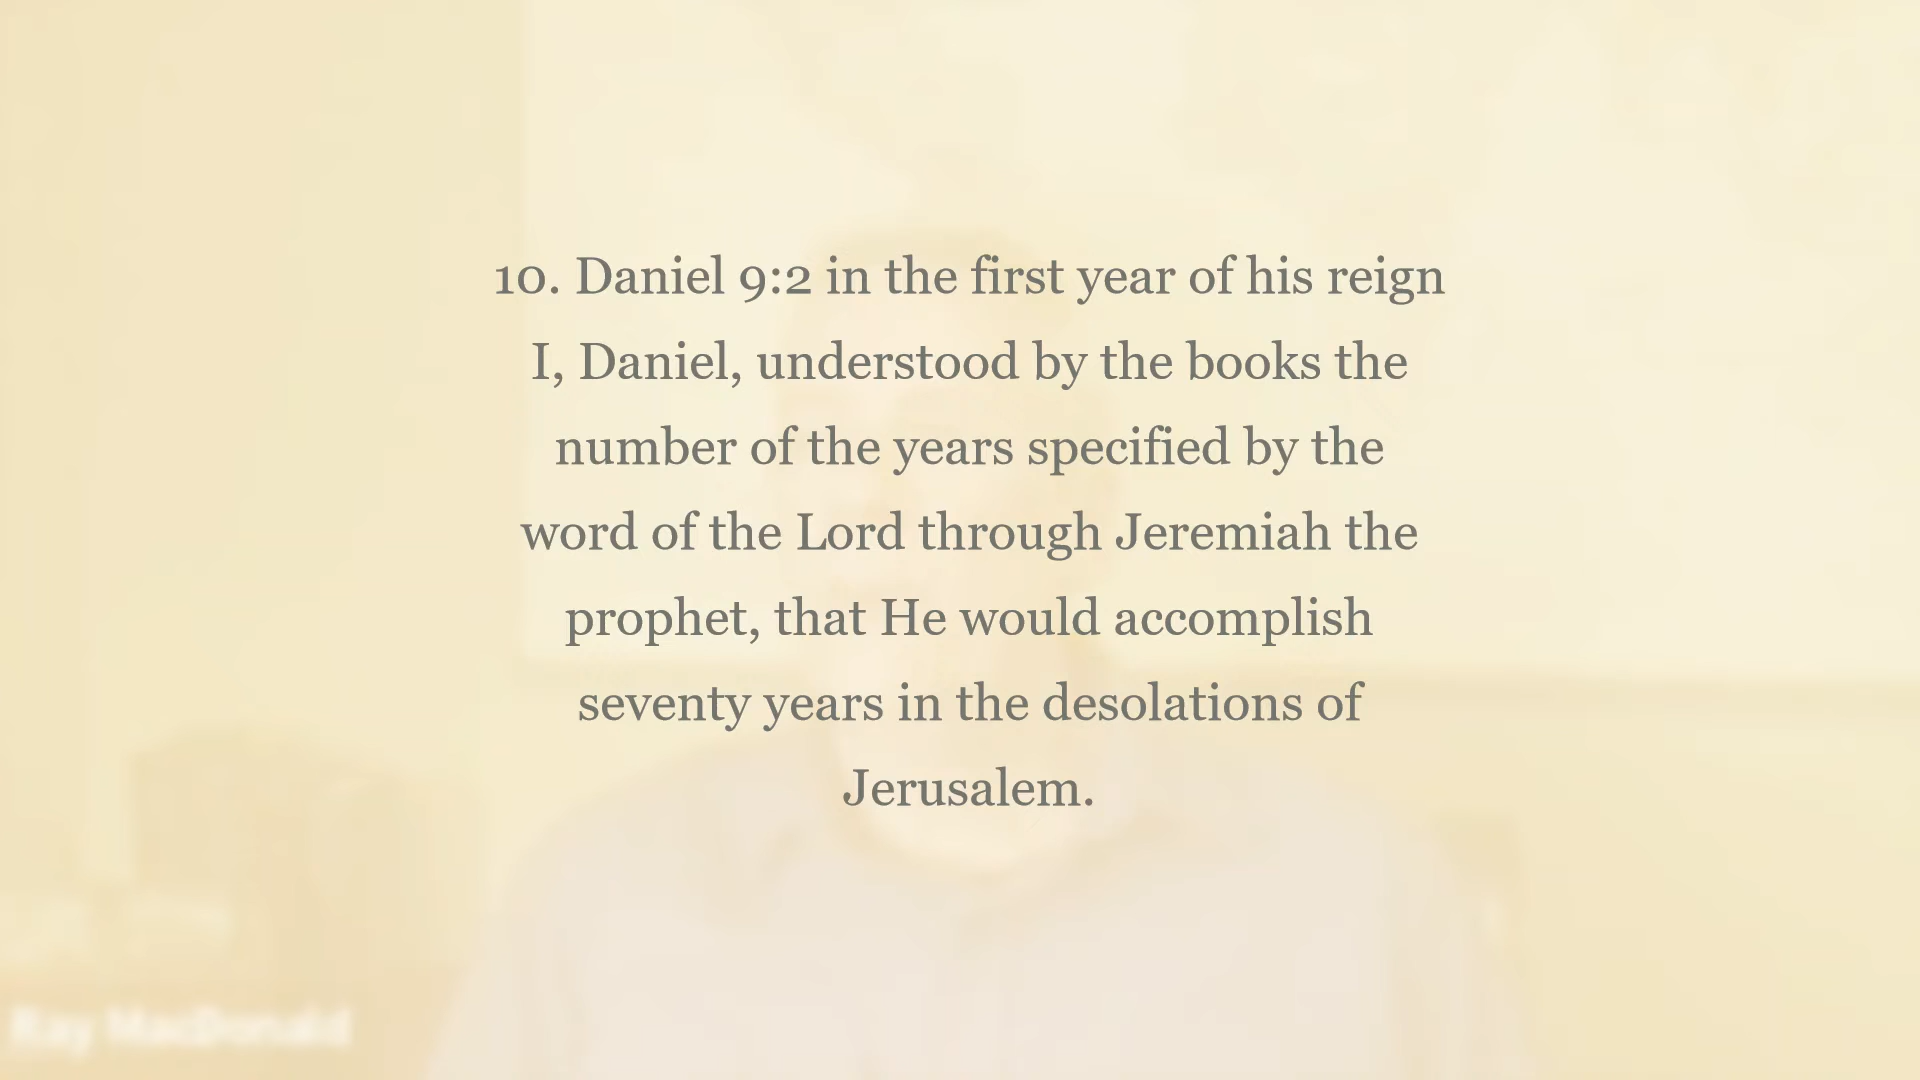 10. Daniel 9:2 in the first year of his reign
I, Daniel, understood by the books the
number of the years specified by the
word of the Lord through Jeremiah the
prophet, that He would accomplish
seventy years in the desolations of
Jerusalem.
Kay MacDonald